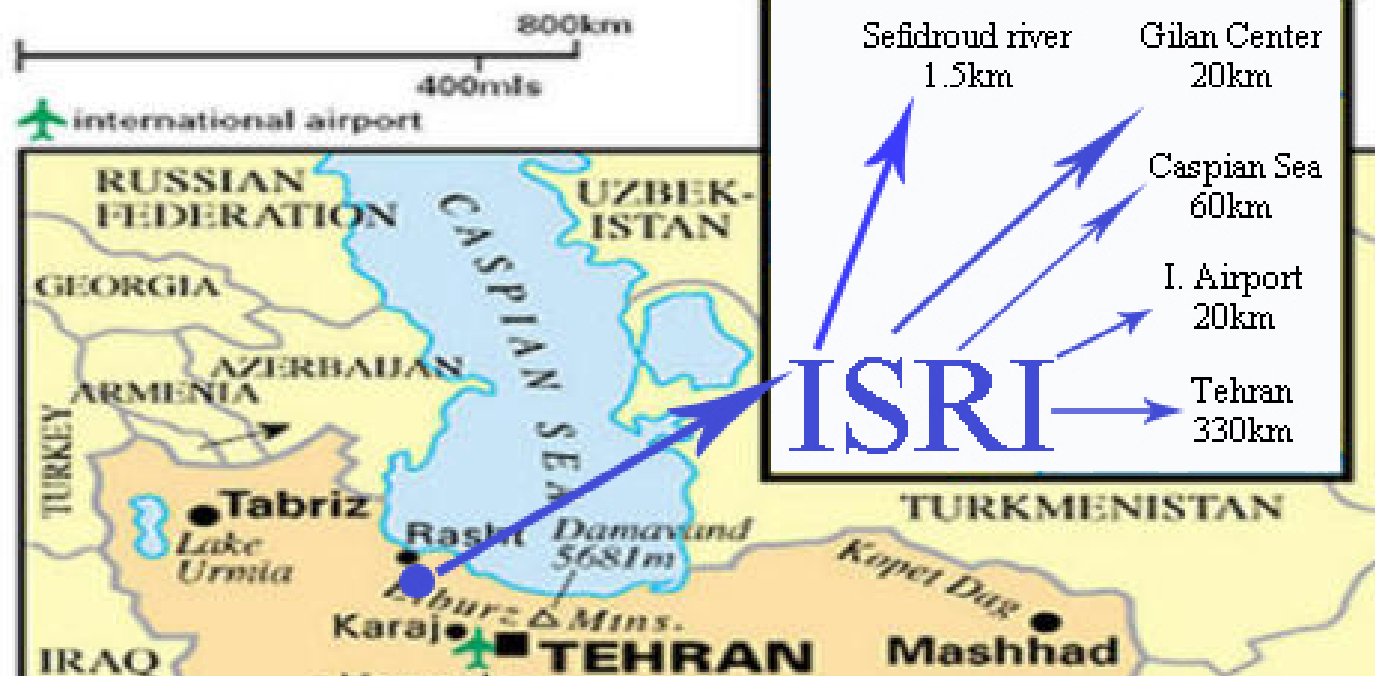 800km
400mls
international airport
Sefidroud river
1.5km
Gilan Center
20km
Caspian Sea
60km
I. Airport
20km
Tehran
330km
ISRI
RUSSIAN
FEDERATION
CASPIAN SEA
UZBEK-
ISTAN
GEORGIA
AZERBAIJAN
ARMENIA
TURKEY
Tabriz
Lake
Urmia
Rasht
Damavand
5681m
TURKMENISTAN
Kopet Dag
Elburz Mtns.
Karaj
TEHRAN
Mashhad
IRAQ